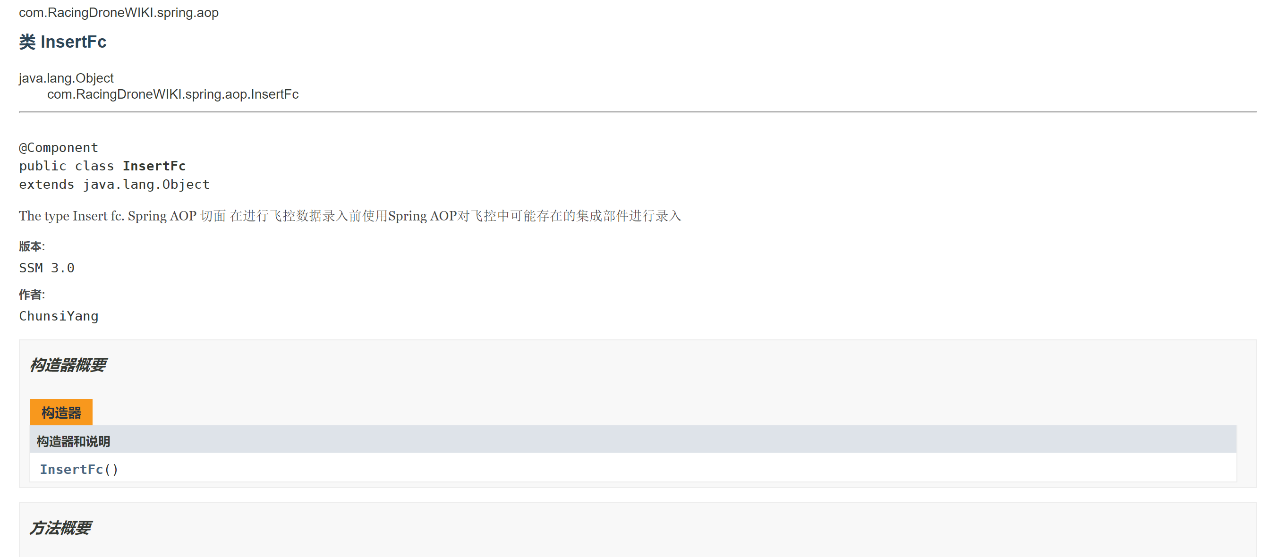 com.RacingDroneWIKI.spring.aop
类 InsertFc
java.lang.Object
com.RacingDroneWIKI.spring.aop.InsertFc
@Component
public class InsertFc
extends java.lang.Object
The type Insert fc. Spring AOP 切面 在进行飞控数据录入前使用Spring AOP对飞控中可能存在的集成部件进行录入
版本:
SSM 3.0
作者:
ChunsiYang
构造器概要
构造器
构造器和说明
InsertFc()
方法概要